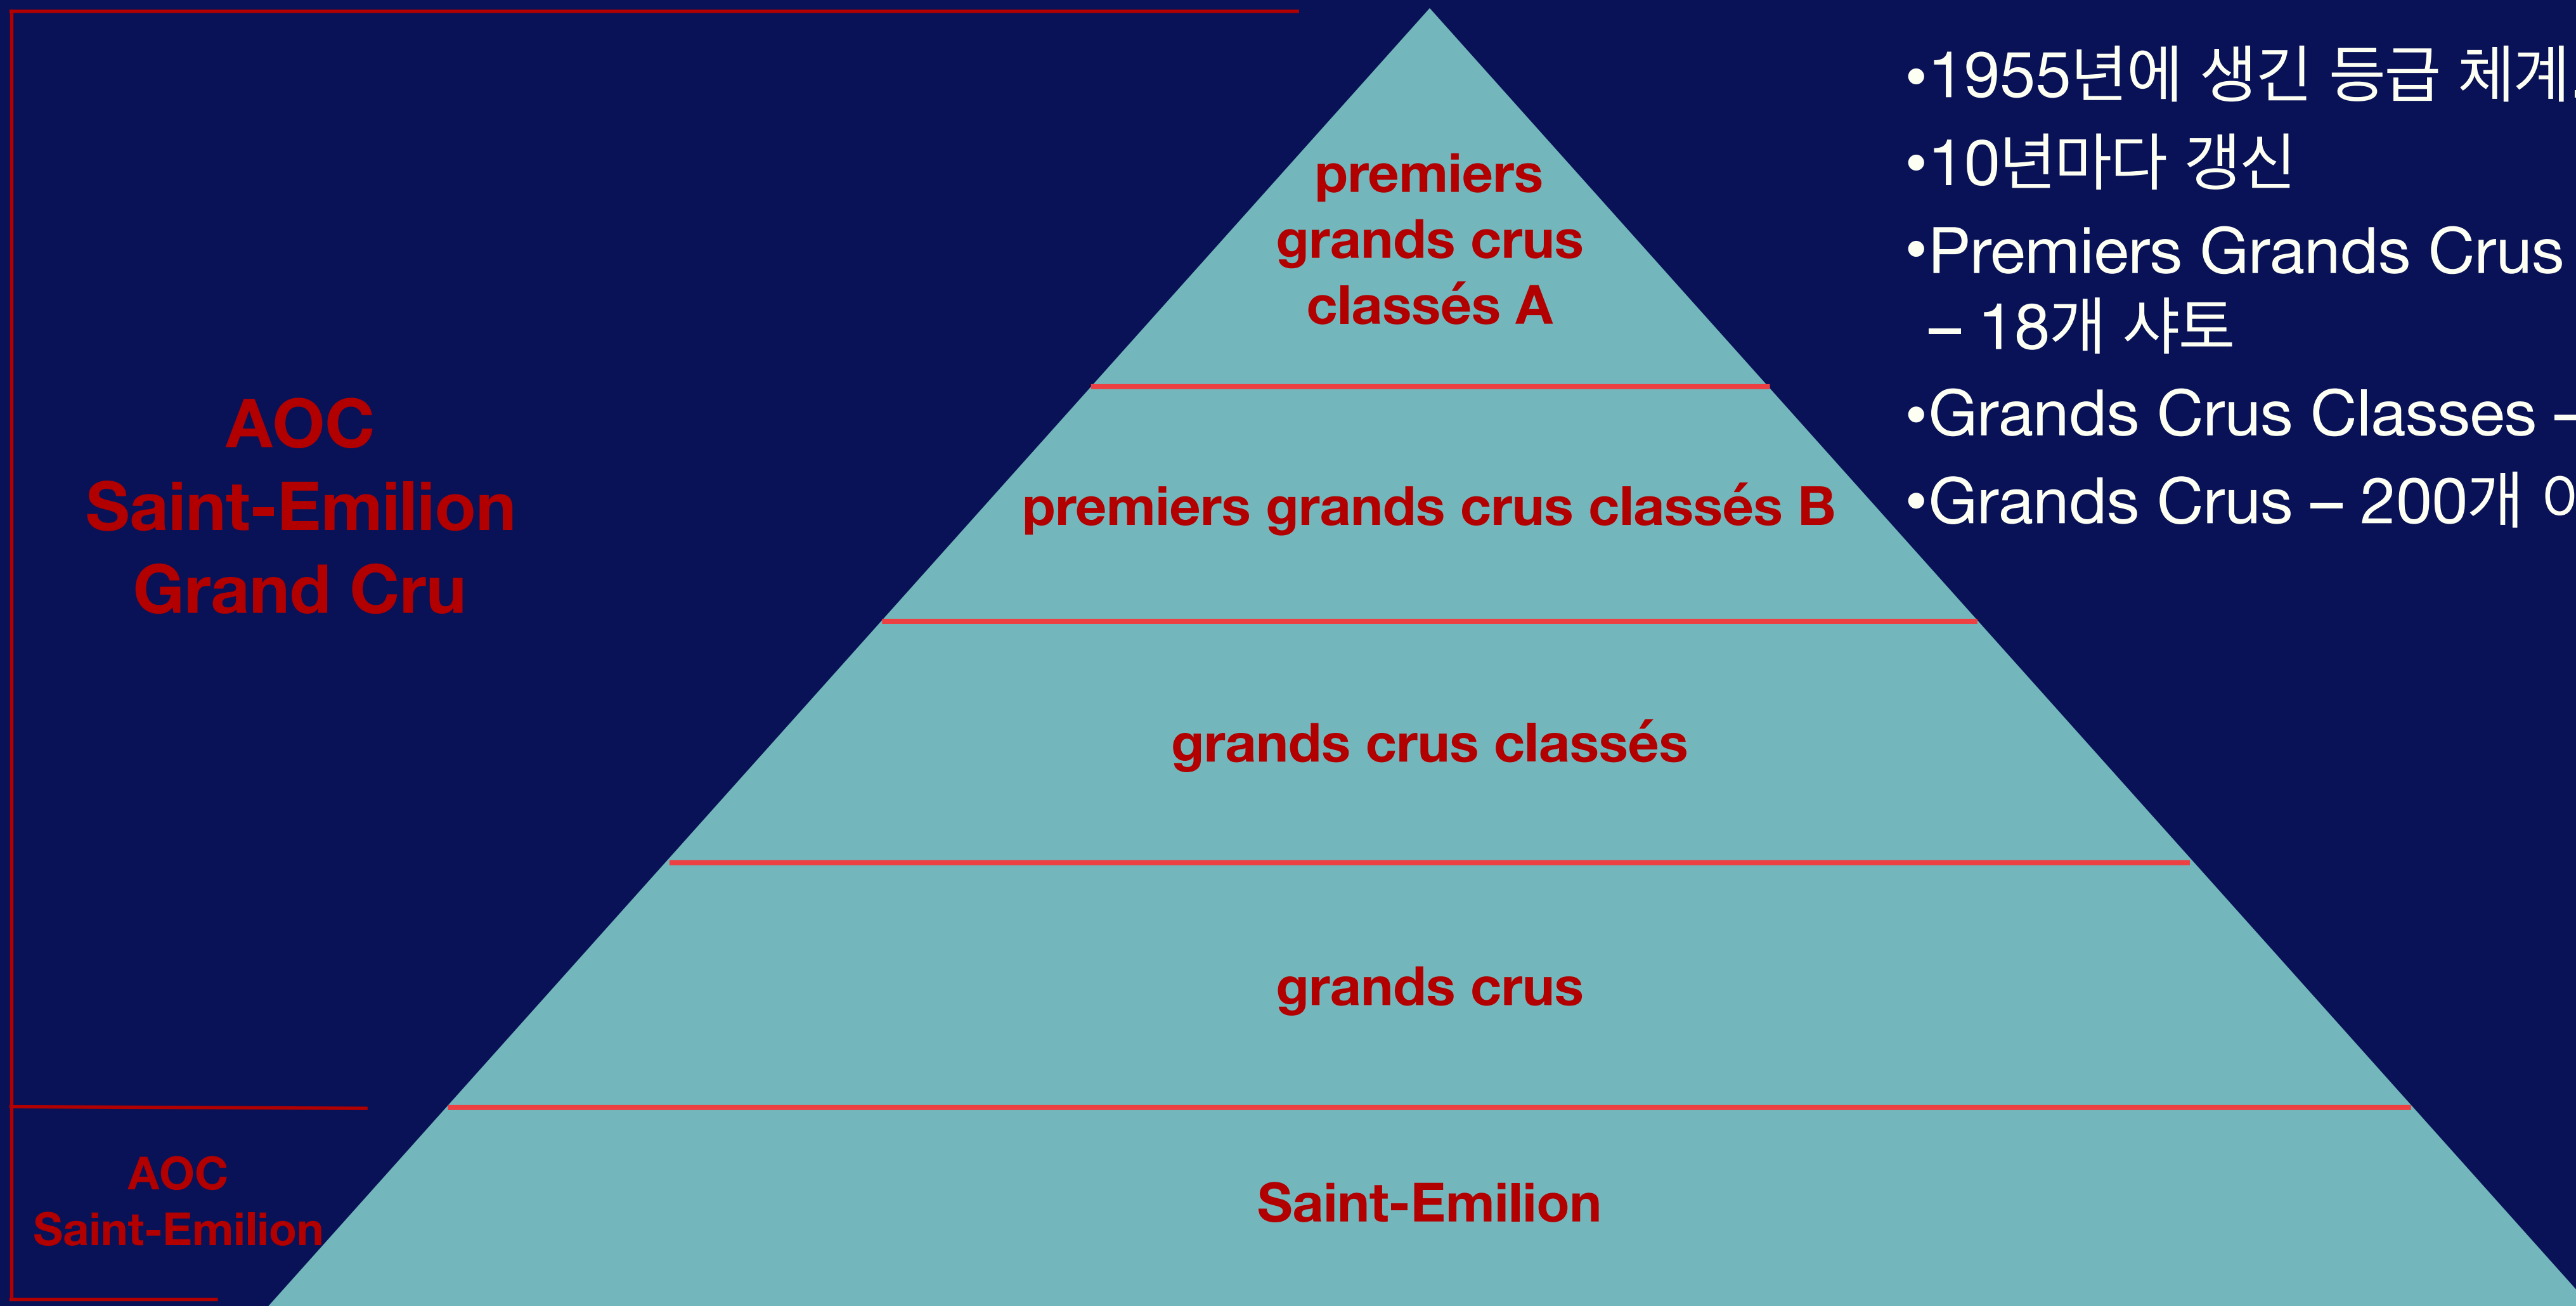 AOC
Saint-Emilion
Grand Cru
AOC
Saint-Emilion
premiers
grands crus
classés A
premiers grands crus classés B
grands crus classés
grands crus
Saint-Emilion
•1955년에 생긴 등급
•10년마다 갱신
•Premiers Grands Crus
– 18개 샤토
•Grands Crus Classes –
•Grands Crus – 200개